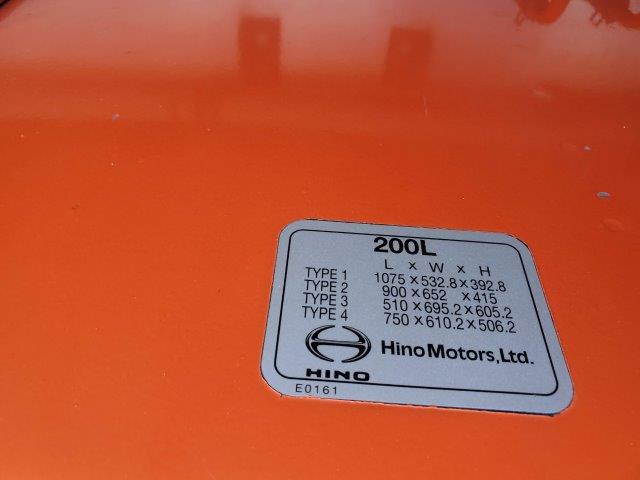 200L
L x W x H
TYPE 1 1075 x 532.8 x 392.8
TYPE 2 900 x 652 x 415
TYPE 3 510 x 695.2 x 605.2
TYPE 4 750 x 610.2 x 506.2
Hino Motors, Ltd.
HINO
E0161